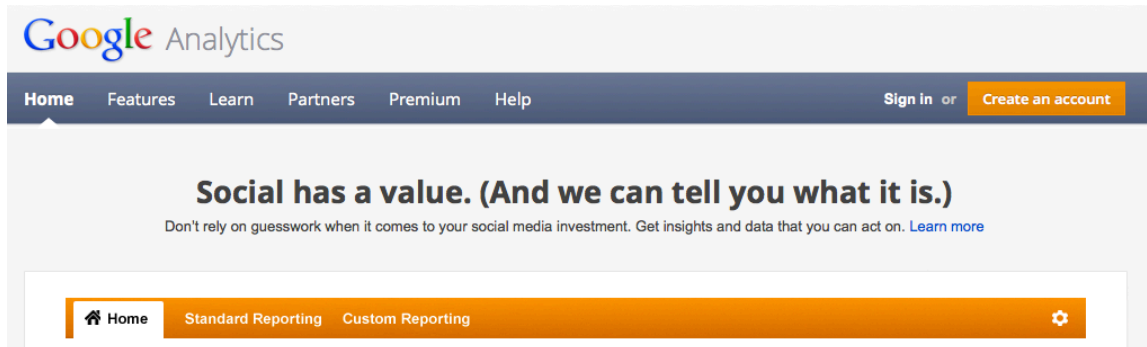 Google Analytics
Home Features Learn Partners Premium Help Sign in or Create an account
Social has a value. (And we can tell you what it is.)
Don't rely on guesswork when it comes to your social media investment. Get insights and data that you can act on. Learn more
Home Standard Reporting Custom Reporting